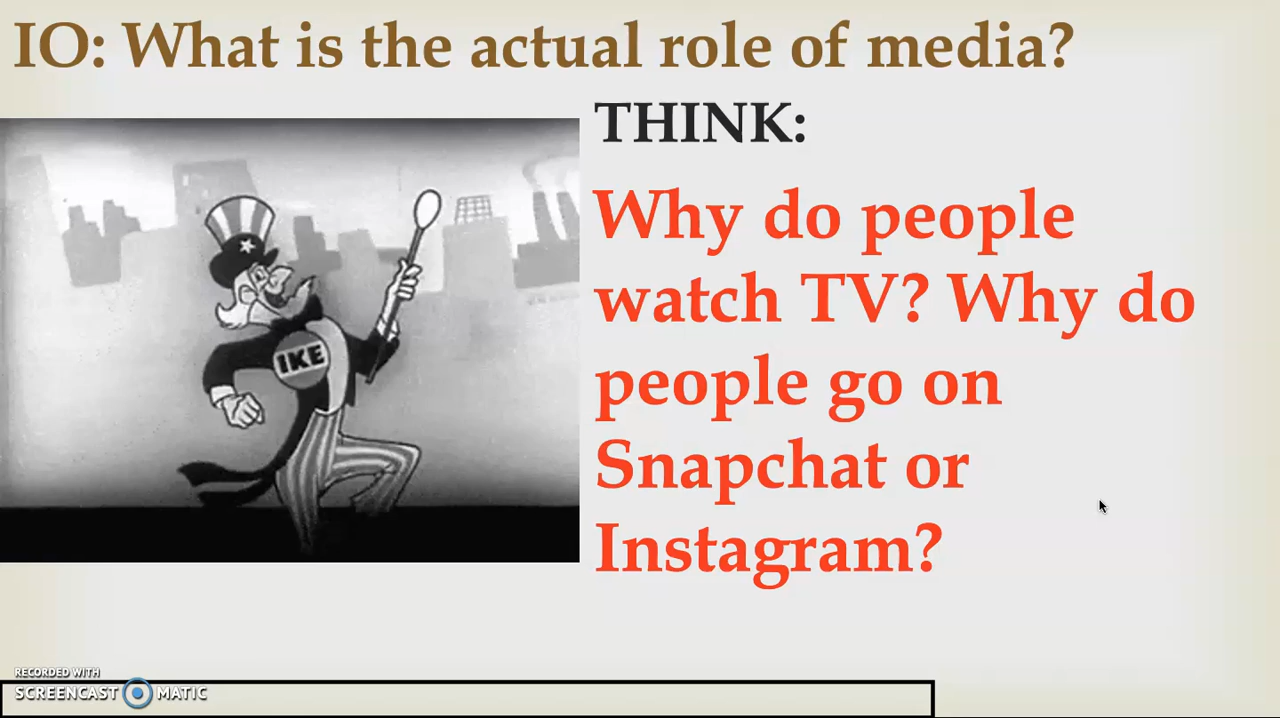 IO: What is the actual role of media?
THINK:
Why do people
watch TV? Why do
people go on
Snapchat or
Instagram?
IKE
RECORDED WITH
SCREENCAST MATIC